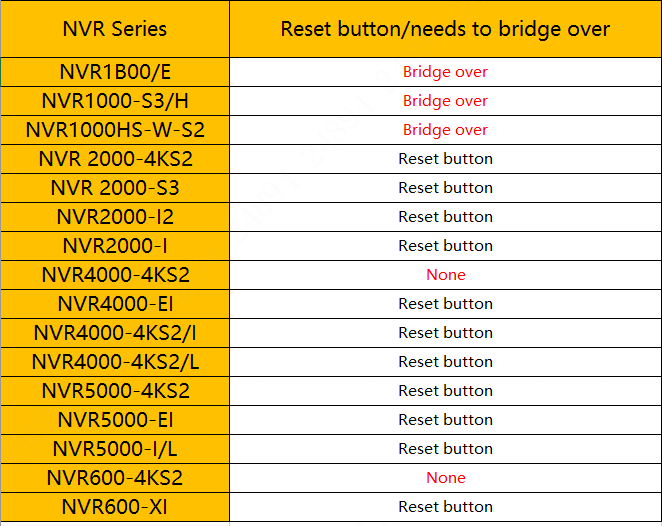 NVR Series Reset button/needs to bridge over
NVR1B00/E Bridge over
NVR1000-S3/H Bridge over
NVR1000HS-W-S2 Bridge over
NVR 2000-4KS2 Reset button
NVR 2000-S3 Reset button
NVR2000-I2 Reset button
NVR2000-I Reset button
NVR4000-4KS2 None
NVR4000-EI Reset button
NVR4000-4KS2/I Reset button
NVR4000-4KS2/L Reset button
NVR5000-4KS2 Reset button
NVR5000-EI Reset button
NVR5000-I/L Reset button
NVR600-4KS2 None
NVR600-XI Reset button